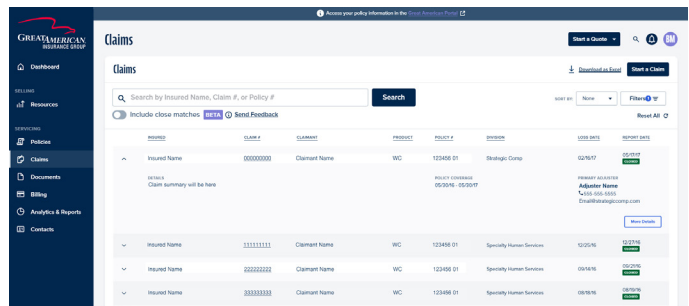 Access your policy information in the Great American Portal
GREATAMERICAN
INSURANCE GROUP
Claims
Start a Quote
BM
Dashboard
Claims
Download as Excel
Start a Claim
SELLING
Resources
Search by Insured Name, Claim #, or Policy #
Search
SORT BY:
None
Filters
Include close matches BETA Send Feedback
Reset All
SERVICING
Policies
Claims
Documents
Billing
Analytics & Reports
Contacts
INSURED CLAIM # CLAIMANT PRODUCT POLICY # DIVISION LOSS DATE REPORT DATE
Insured Name 000000000 Claimant Name WC 123456 01 Strategic Comp 02/16/17 05/17/17
CLOSED
DETAILS POLICY COVERAGE PRIMARY ADJUSTER
Claim summary will be here 05/30/16 - 05/30/17 Adjuster Name
555-555-5555
Email@strategiccomp.com
More Details
Insured Name 111111111 Claimant Name WC 123456 01 Specialty Human Services 12/25/16 12/27/16
CLOSED
Insured Name 222222222 Claimant Name WC 123456 01 Specialty Human Services 09/18/16 09/21/16
CLOSED
Insured Name 333333333 Claimant Name WC 123456 01 Specialty Human Services 08/18/16 08/19/16
CLOSED